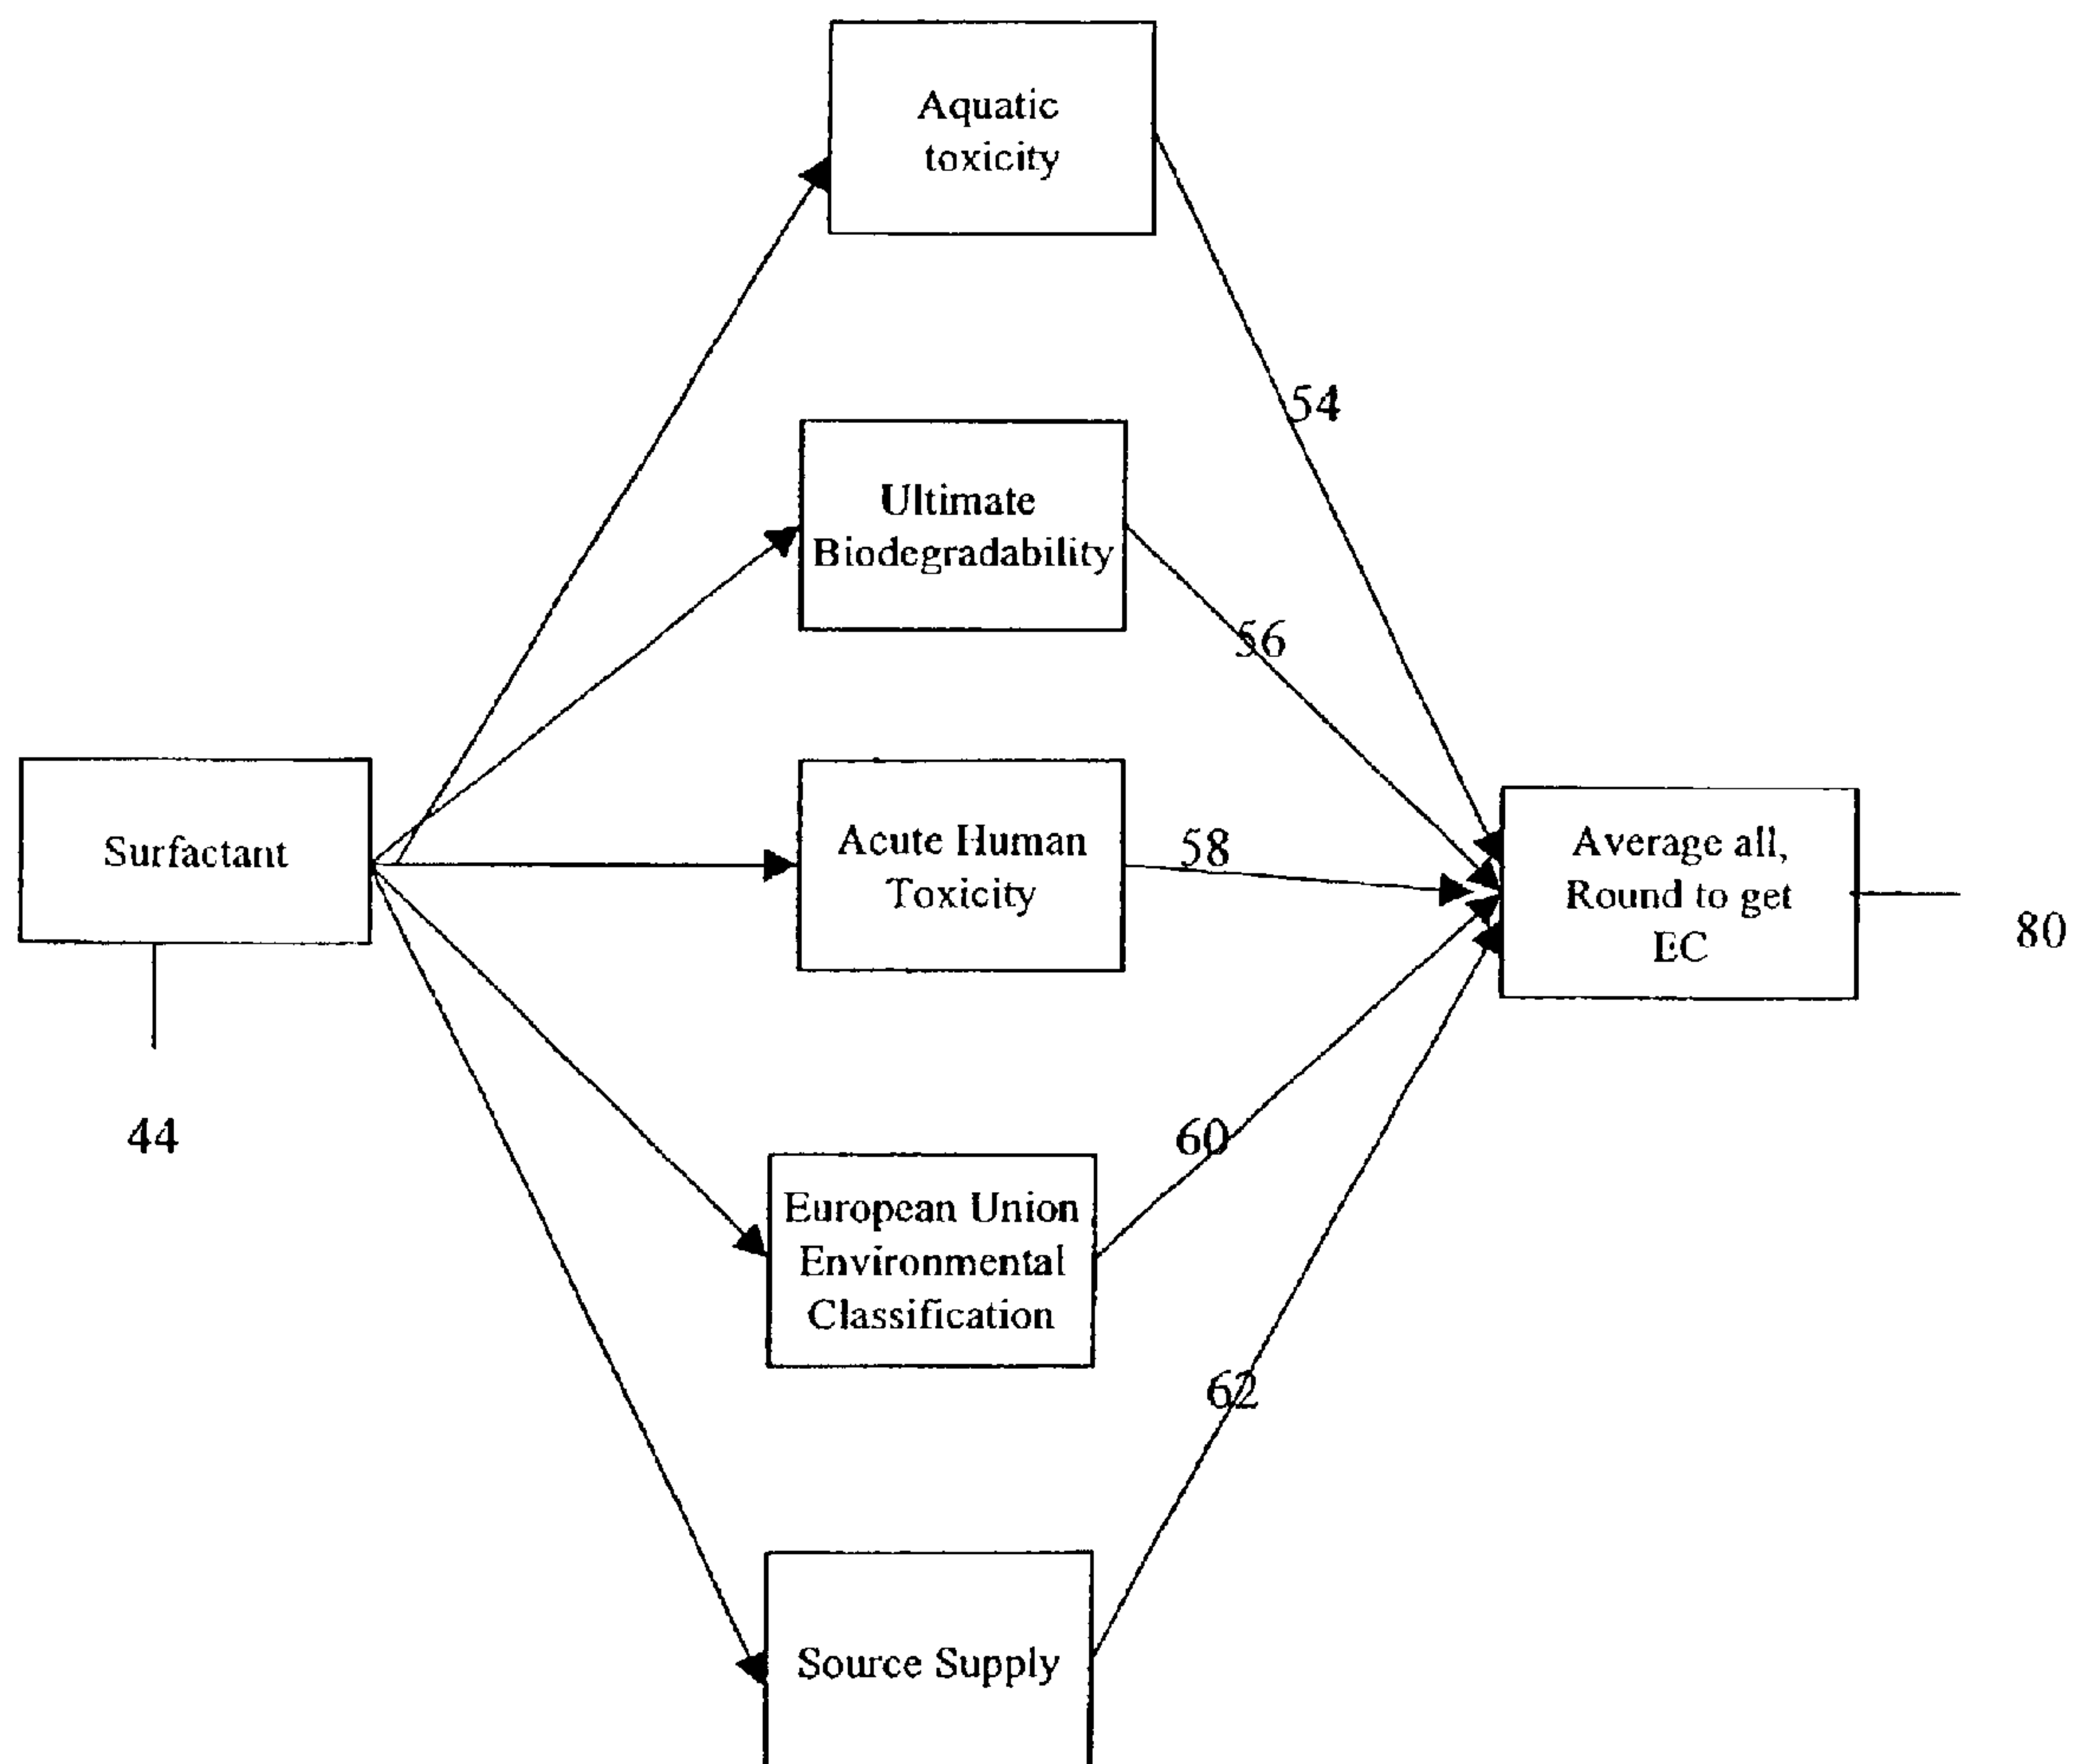 Aquatic
toxicity
54
Ultimate
Biodegradability
56
Surfactant
44
Acute Human
Toxicity
58
Average all,
Round to get
EC
80
European Union
Environmental
Classification
60
Source Supply
62